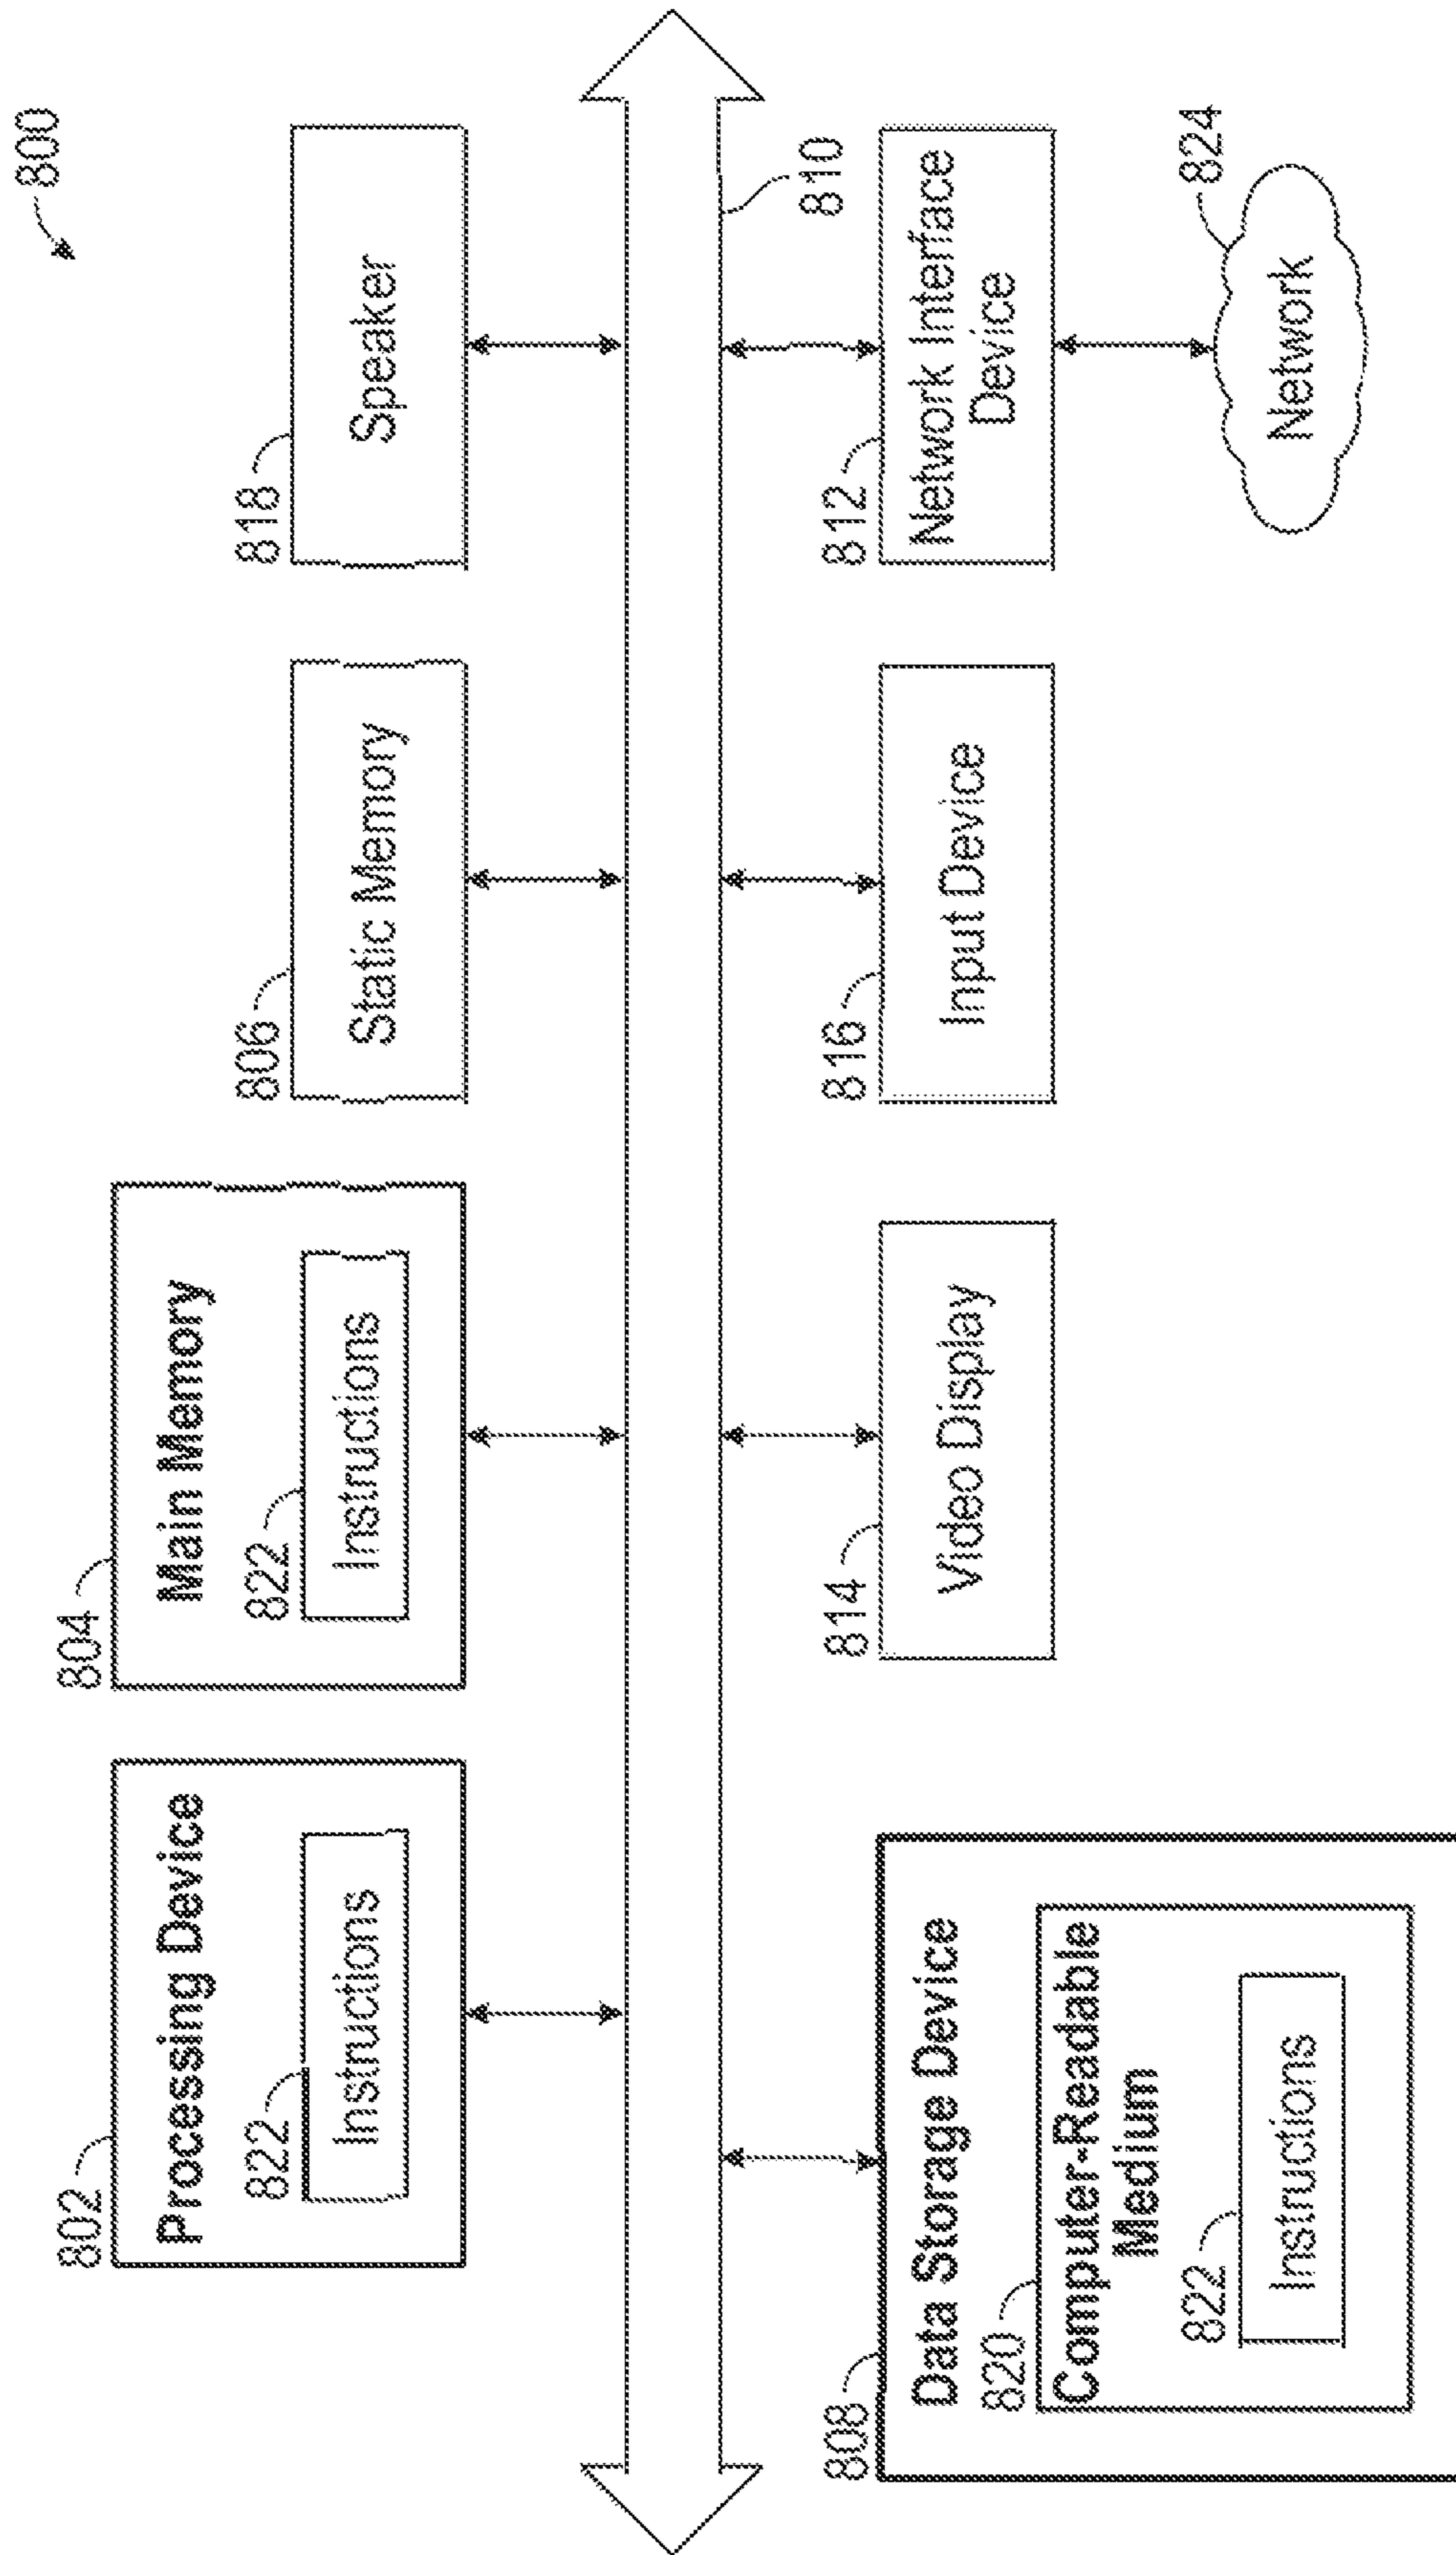 800
802
Processing Device
822
Instructions
804
Main Memory
822
Instructions
806
Static Memory
818
Speaker
810
808
Data Storage Device
820
Computer-Readable
Medium
822
Instructions
814
Video Display
816
Input Device
812
Network Interface
Device
824
Network